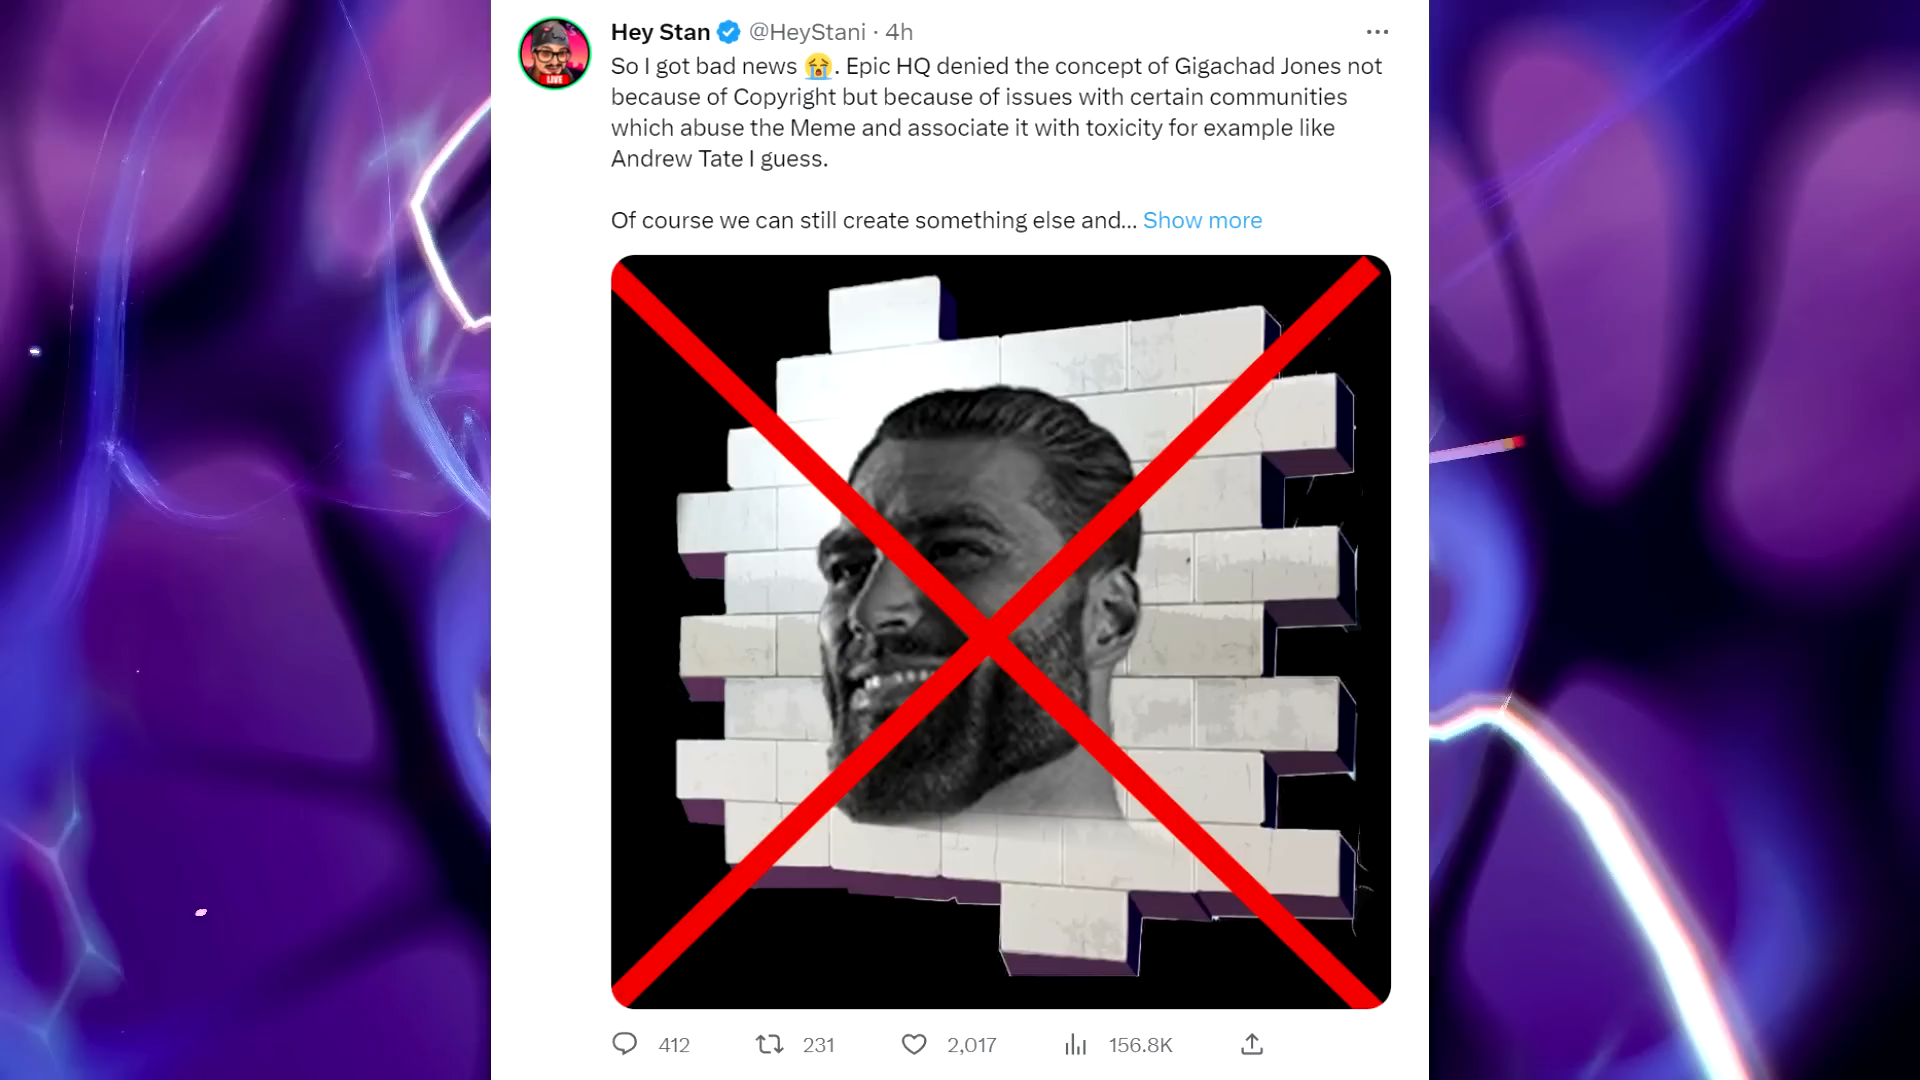 Hey Stan @HeyStani · 4h
So I got bad news 😭. Epic HQ denied the concept of Gigachad Jones not
because of Copyright but because of issues with certain communities
which abuse the Meme and associate it with toxicity for example like
Andrew Tate I guess.
Of course we can still create something else and... Show more
LIVE
412 231 2,017 156.8K